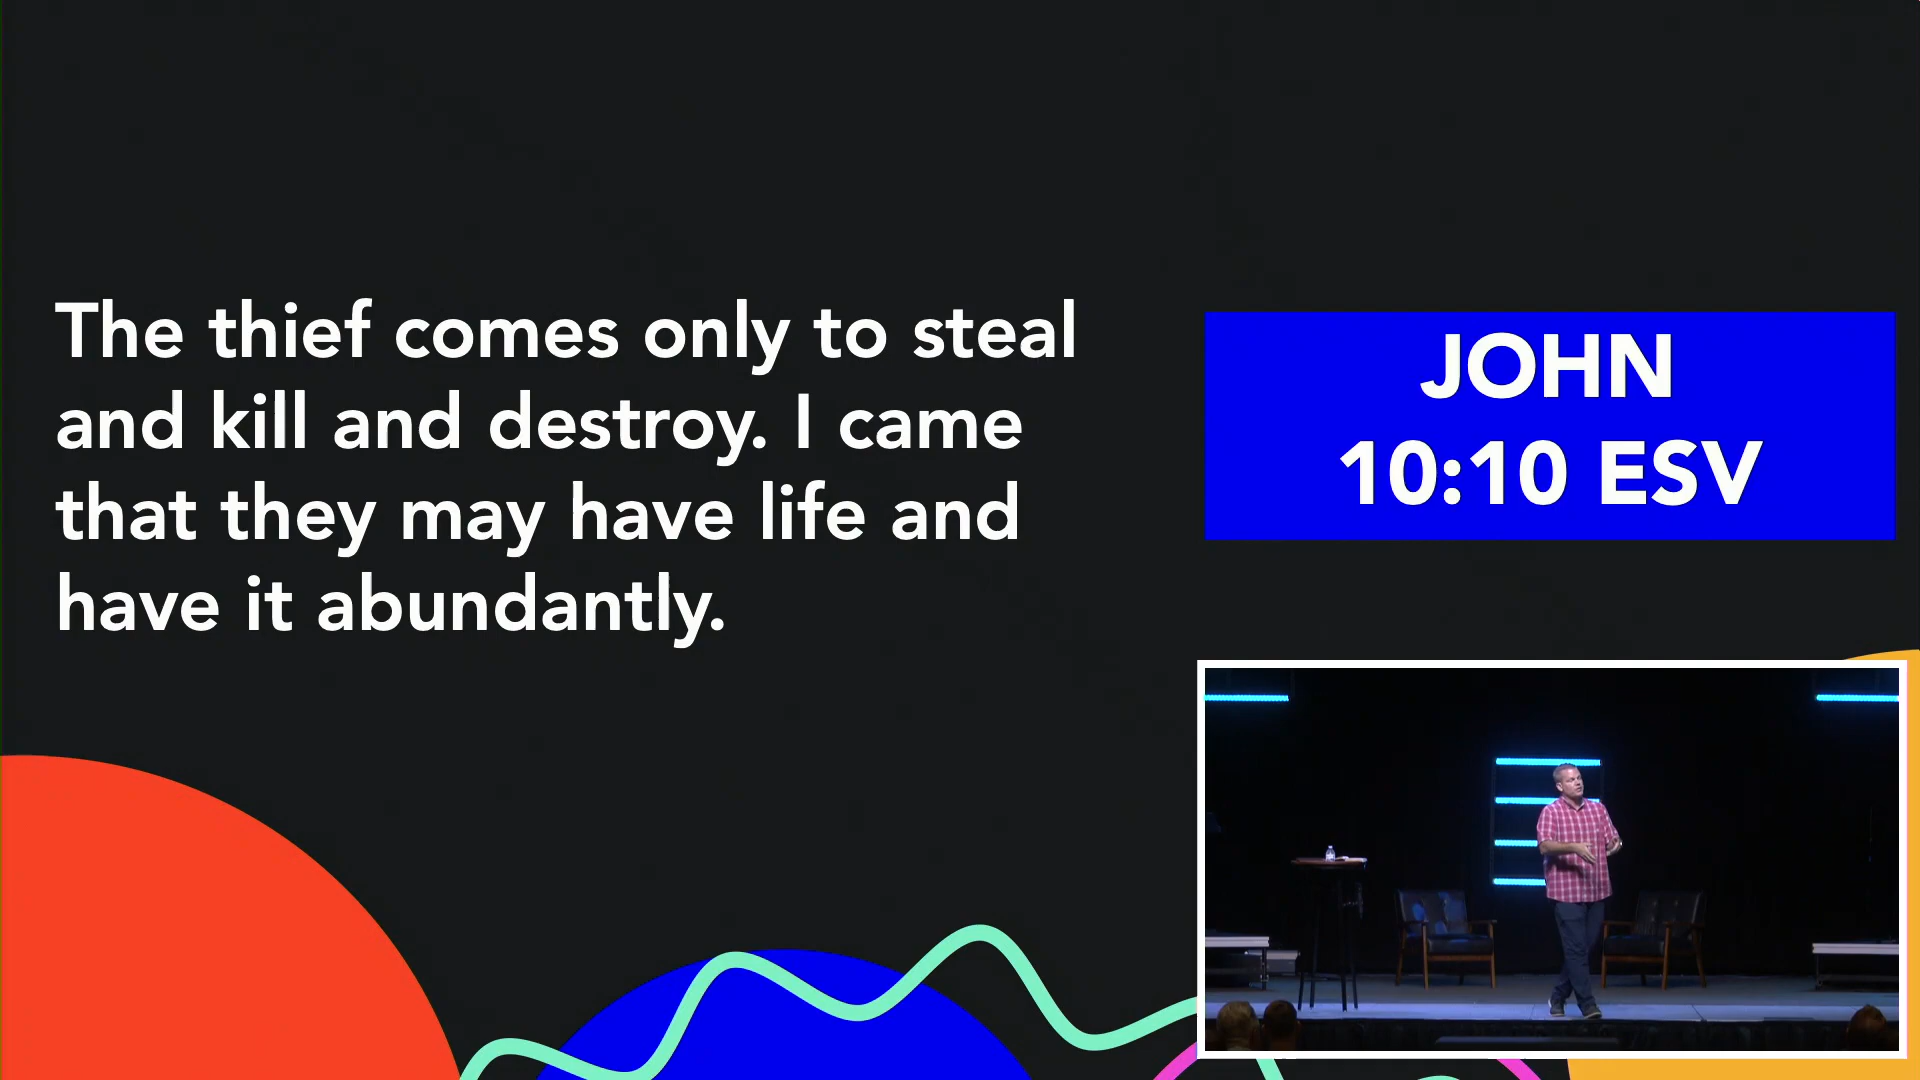 The thief comes only to steal
and kill and destroy. I came
that they may have life and
have it abundantly.
JOHN
10:10 ESV